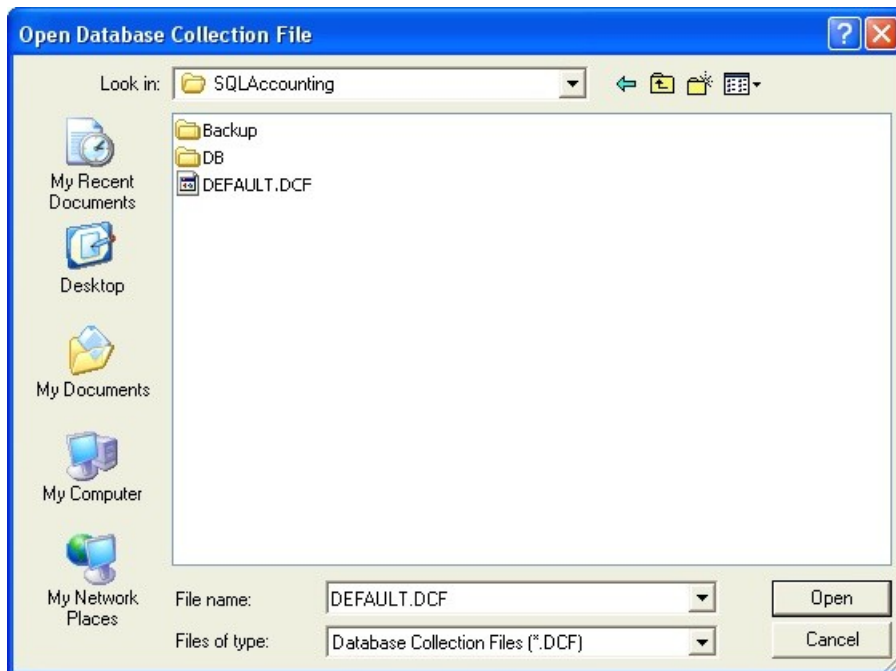 Open Database Collection File
Look in: SQLAccounting
Backup
DB
DEFAULT.DCF
My Recent
Documents
Desktop
My Documents
My Computer
My Network
Places
File name: DEFAULT.DCF Open
Files of type: Database Collection Files (*.DCF) Cancel